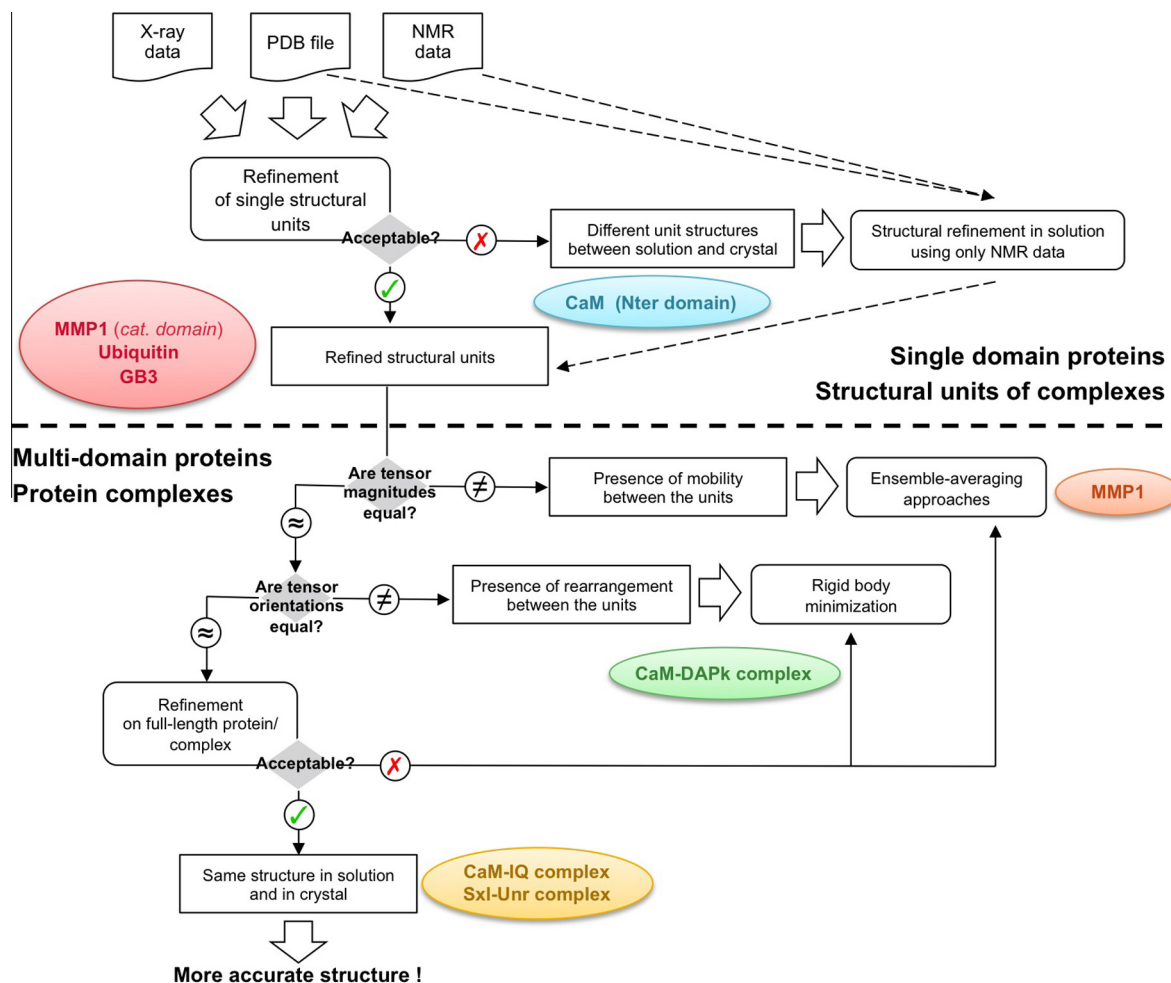 X-ray
data
PDB file
NMR
data
Refinement
of single structural
units
Acceptable?
✗
Different unit structures
between solution and crystal
Structural refinement in solution
using only NMR data
✓
CaM (Nter domain)
MMP1 (cat. domain)
Ubiquitin
GB3
Refined structural units
Single domain proteins
Structural units of complexes
Multi-domain proteins
Protein complexes
Are tensor
magnitudes
equal?
≠
Presence of mobility
between the units
Ensemble-averaging
approaches
MMP1
≈
Are tensor
orientations
equal?
≠
Presence of rearrangement
between the units
Rigid body
minimization
≈
CaM-DAPk complex
Refinement
on full-length protein/
complex
Acceptable?
✗
✓
Same structure in solution
and in crystal
CaM-IQ complex
Sxl-Unr complex
More accurate structure !